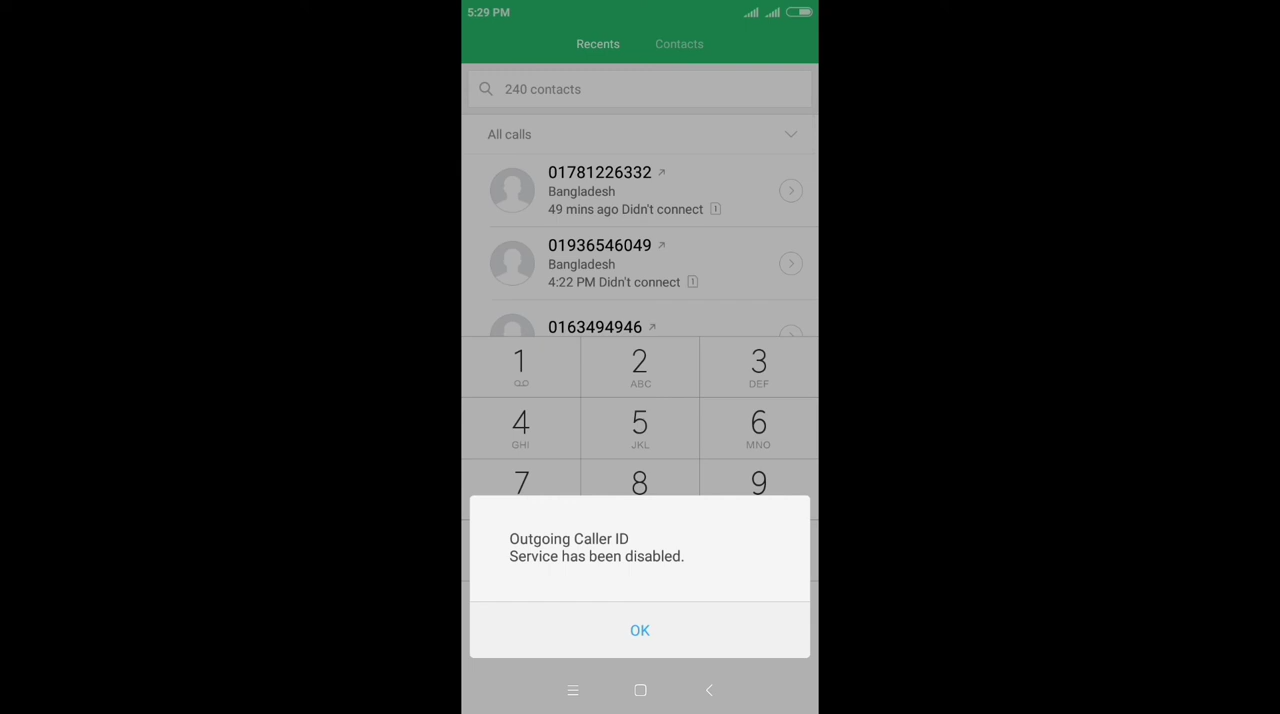 5:29 PM
Recents Contacts
240 contacts
All calls
01781226332
Bangladesh
49 mins ago Didn't connect 1
01936546049
Bangladesh
4:22 PM Didn't connect 1
0163494946
1 2 3
ABC DEF
4 5 6
GHI JKL MNO
7 8 9
Outgoing Caller ID
Service has been disabled.
OK